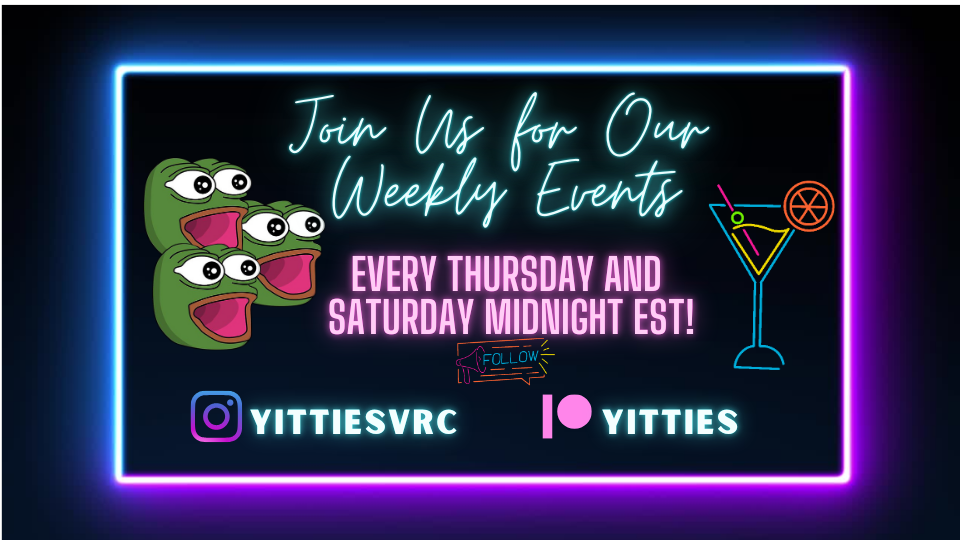 Join Us for Our
Weekly Events
EVERY THURSDAY AND
SATURDAY MIDNIGHT EST!
FOLLOW
YITTIESVRC
YITTIES